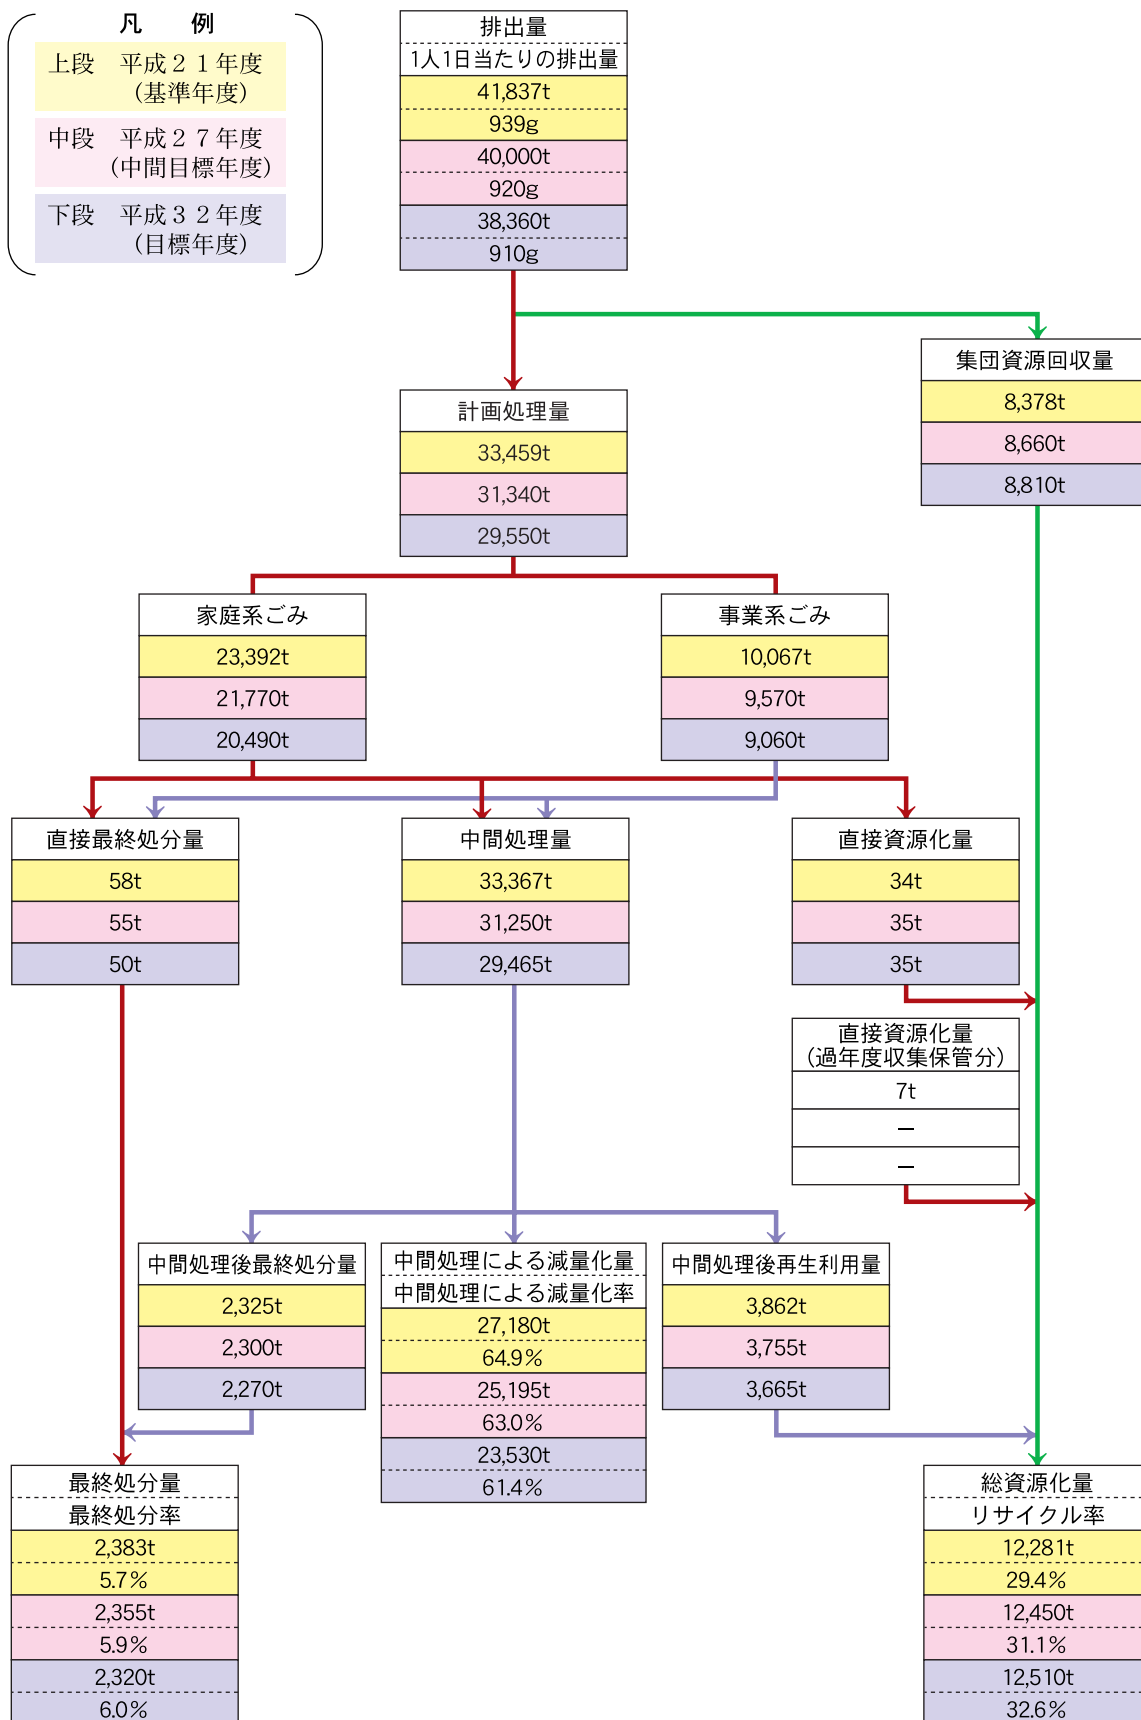 凡　例
上段　平成２１年度
(基準年度)
中段　平成２７年度
(中間目標年度)
下段　平成３２年度
(目標年度)
排出量
1人1日当たりの排出量
41,837t
939g
40,000t
920g
38,360t
910g
集団資源回収量
8,378t
8,660t
8,810t
計画処理量
33,459t
31,340t
29,550t
家庭系ごみ
23,392t
21,770t
20,490t
事業系ごみ
10,067t
9,570t
9,060t
直接最終処分量
58t
55t
50t
中間処理量
33,367t
31,250t
29,465t
直接資源化量
34t
35t
35t
直接資源化量
(過年度収集保管分)
7t
－
－
中間処理後最終処分量
2,325t
2,300t
2,270t
中間処理による減量化量
中間処理による減量化率
27,180t
64.9%
25,195t
63.0%
23,530t
61.4%
中間処理後再生利用量
3,862t
3,755t
3,665t
最終処分量
最終処分率
2,383t
5.7%
2,355t
5.9%
2,320t
6.0%
総資源化量
リサイクル率
12,281t
29.4%
12,450t
31.1%
12,510t
32.6%